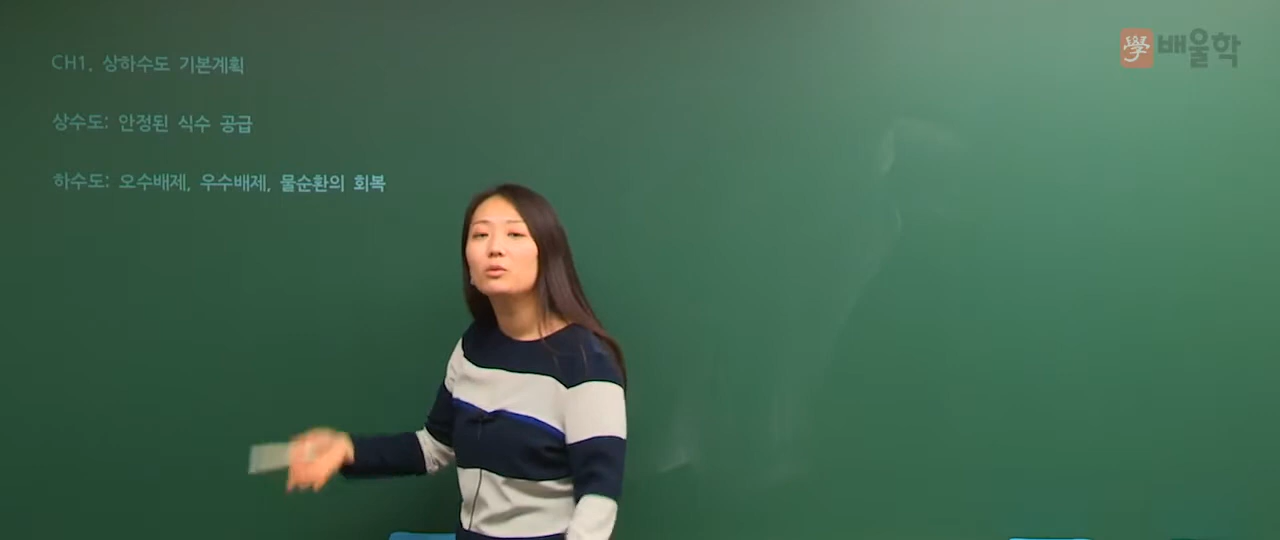 CH1. 상하수도 기본계획
상수도: 안정된 식수 공급
하수도: 오수배제, 우수배제, 물순환의 회복
學 배울학